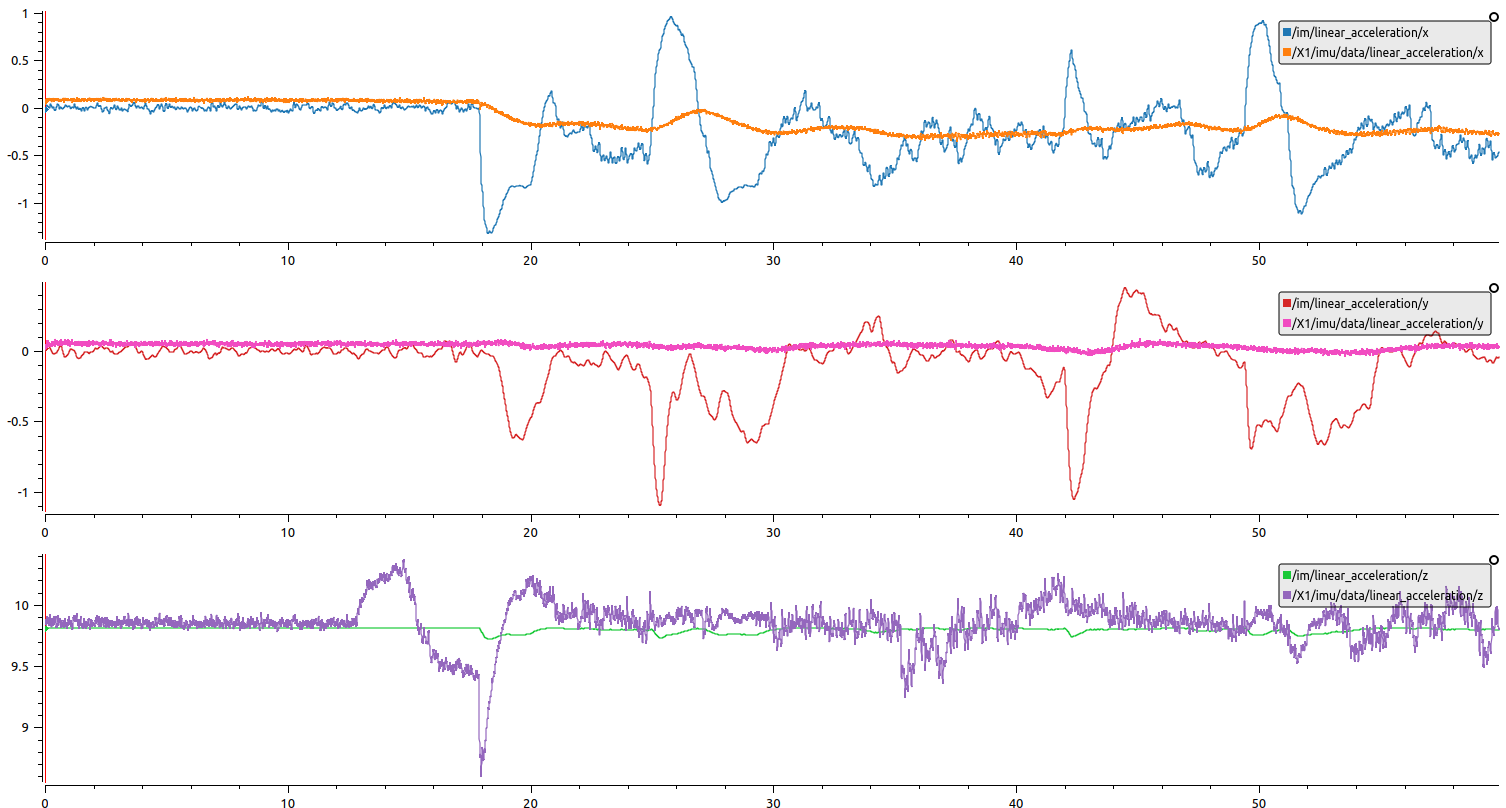 1
/im/linear_acceleration/x
/X1/imu/data/linear_acceleration/x
0.5
0
-0.5
-1
0 10 20 30 40 50
/im/linear_acceleration/y
/X1/imu/data/linear_acceleration/y
0
-0.5
-1
0 10 20 30 40 50
/im/linear_acceleration/z
/X1/imu/data/linear_acceleration/z
10
9.5
9
0 10 20 30 40 50